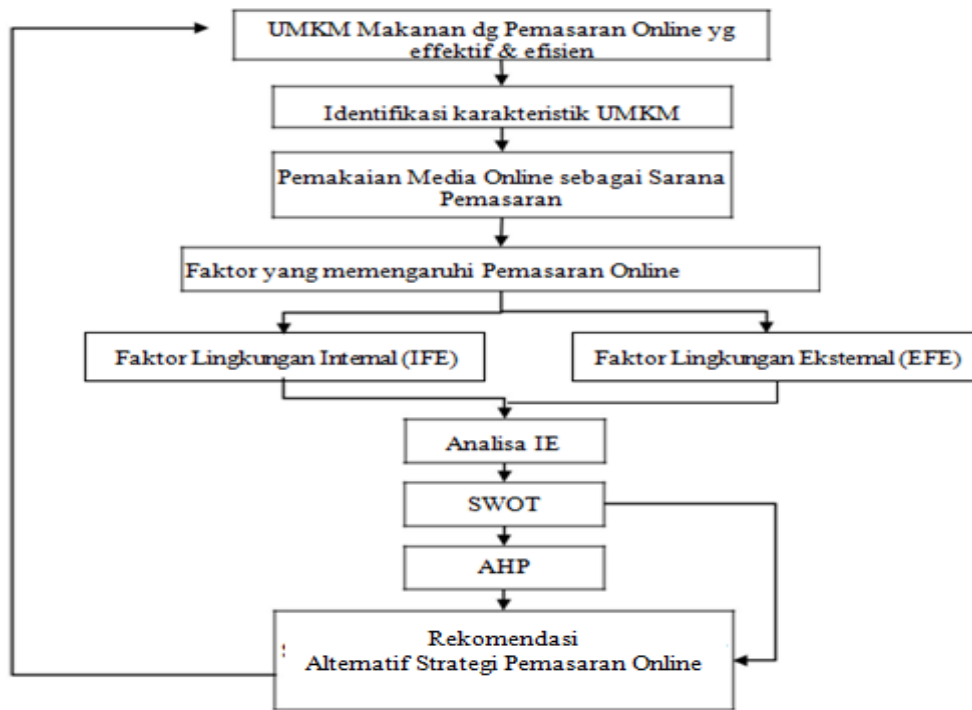 UMKM Makanan dg Pemasaran Online yg
effektif & efisien
Identifikasi karakteristik UMKM
Pemakaian Media Online sebagai Sarana
Pemasaran
Faktor yang memengaruhi Pemasaran Online
Faktor Lingkungan Internal (IFE)
Faktor Lingkungan Eksternal (EFE)
Analisa IE
SWOT
AHP
Rekomendasi
Alternatif Strategi Pemasaran Online